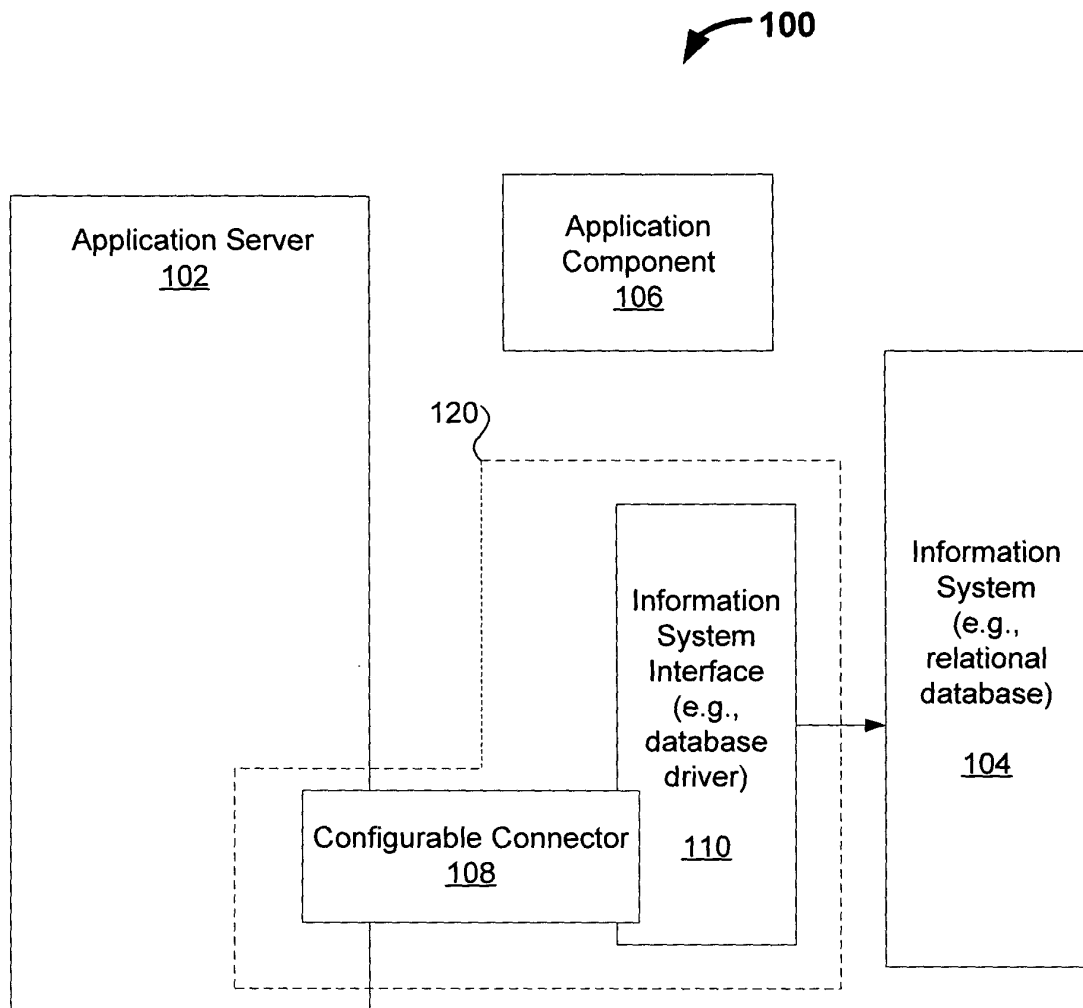 100
Application Server
102
Application
Component
106
120
Information
System
Interface
(e.g.,
database
driver)
110
Information
System
(e.g.,
relational
database)
104
Configurable Connector
108